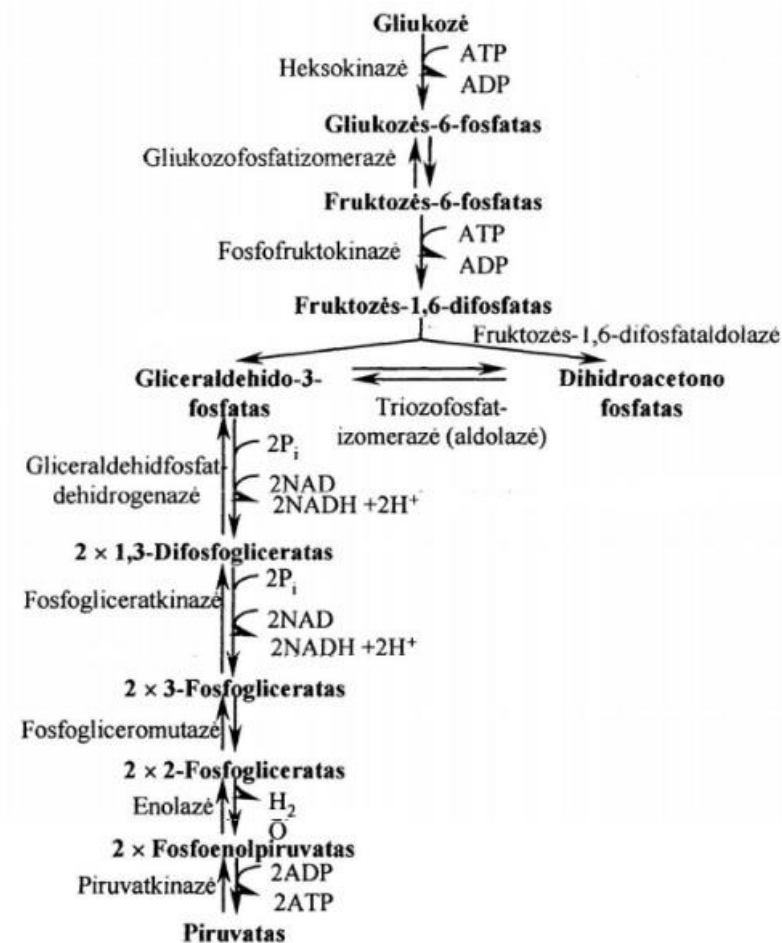 Gliukozė
Heksokinazė
ATP
ADP
Gliukozės-6-fosfatas
Gliukozofosfatizomerazė
Fruktozės-6-fosfatas
Fosfofruktokinazė
ATP
ADP
Fruktozės-1,6-difosfatas
Fruktozės-1,6-difosfataldolazė
Gliceraldehido-3-
fosfatas
Triozofosfat-
izomerazė (aldolazė)
Dihidroacetono
fosfatas
Gliceraldehidfosfat-
dehidrogenazė
2Pi
2NAD
2NADH +2H⁺
2 × 1,3-Difosfogliceratas
Fosfogliceratkinazė
2Pi
2NAD
2NADH +2H⁺
2 × 3-Fosfogliceratas
Fosfogliceromutazė
2 × 2-Fosfogliceratas
Enolazė
H₂
O
2 × Fosfoenolpiruvatas
Piruvatkinazė
2ADP
2ATP
Piruvatas